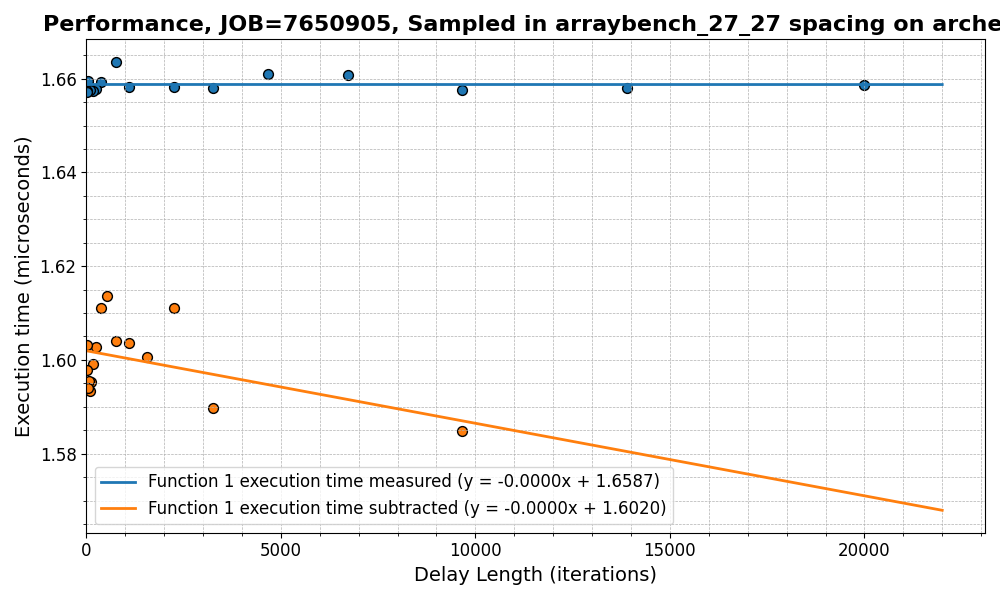 Performance, JOB=7650905, Sampled in arraybench_27_27 spacing on arche
Execution time (microseconds)
1.66
1.64
1.62
1.60
1.58
Function 1 execution time measured (y = -0.0000x + 1.6587)
Function 1 execution time subtracted (y = -0.0000x + 1.6020)
0 5000 10000 15000 20000
Delay Length (iterations)